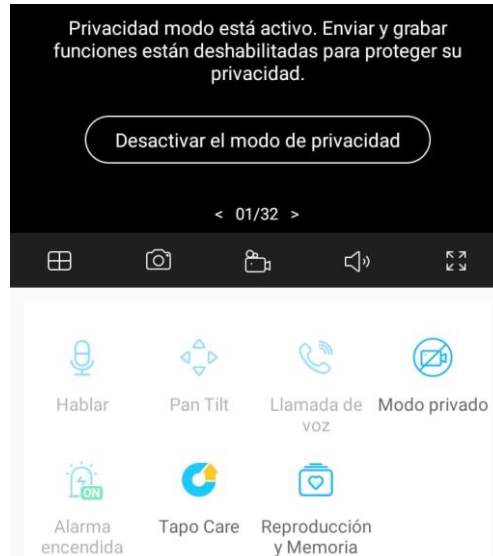 Privacidad modo está activo. Enviar y grabar
funciones están deshabilitadas para proteger su
privacidad.
Desactivar el modo de privacidad
< 01/32 >
Hablar
Pan Tilt
Llamada de
voz
Modo privado
ON
Alarma
encendida
Tapo Care
Reproducción
y Memoria